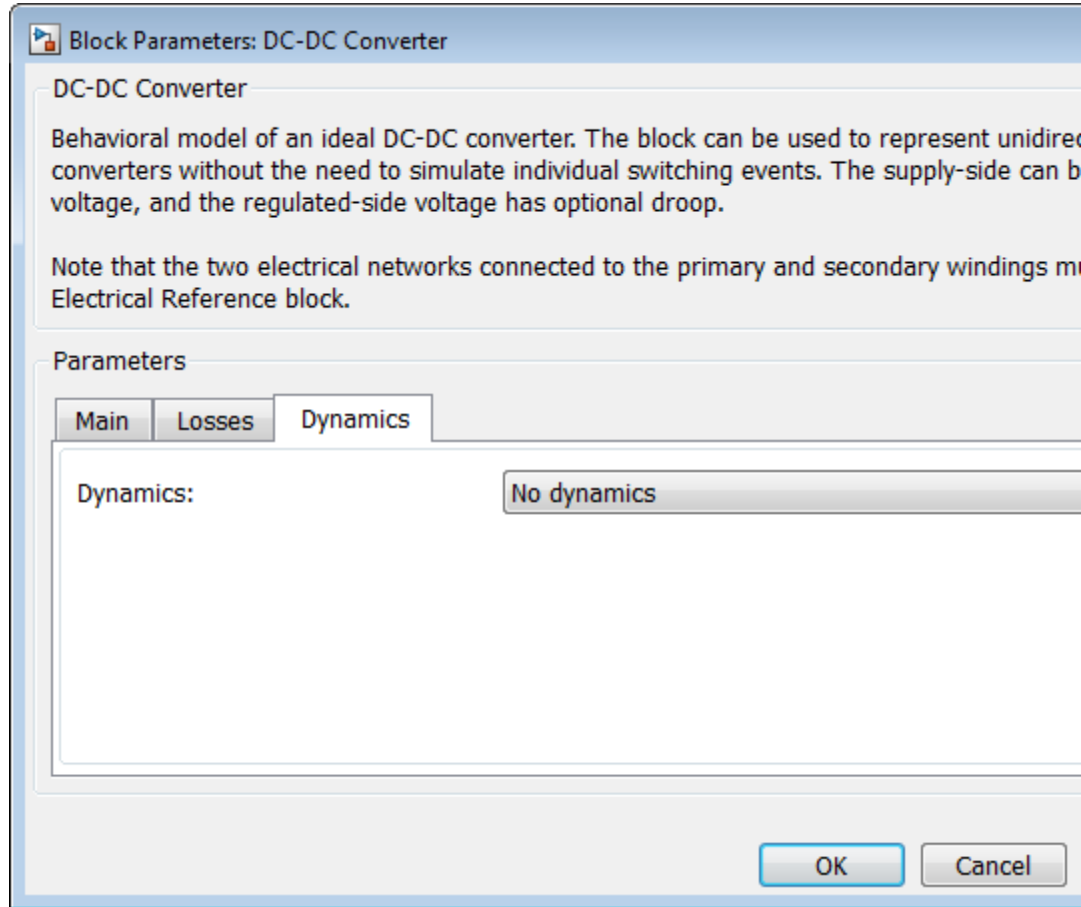 Block Parameters: DC-DC Converter
DC-DC Converter
Behavioral model of an ideal DC-DC converter. The block can be used to represent
converters without the need to simulate individual switching events. The supply-side can
voltage, and the regulated-side voltage has optional droop.
Note that the two electrical networks connected to the primary and secondary windings
Electrical Reference block.
Parameters
Main Losses Dynamics
Dynamics: No dynamics
OK Cancel